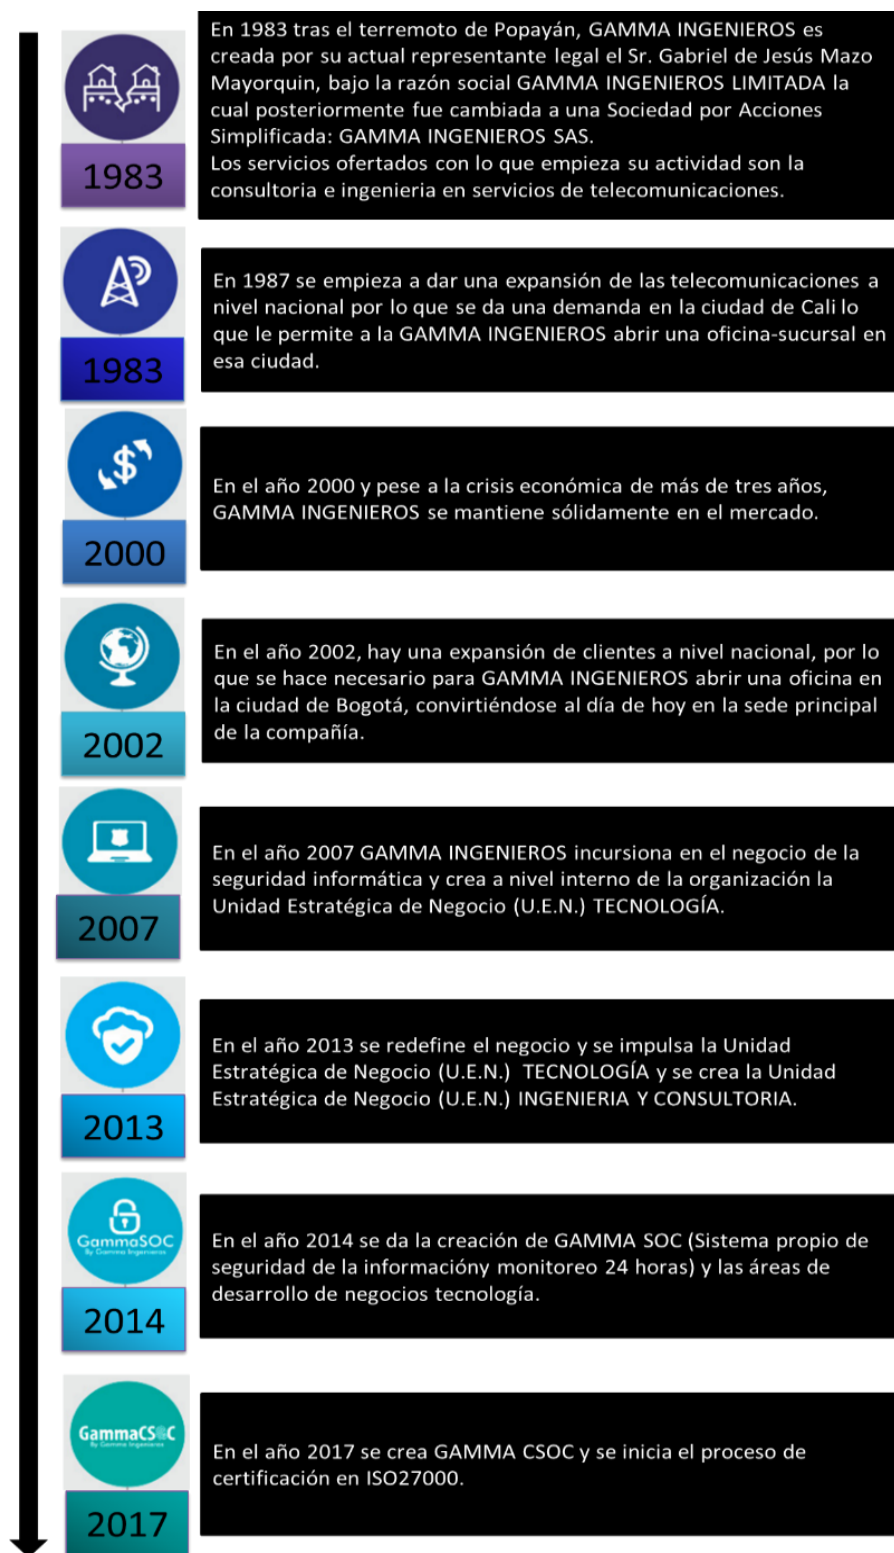 En 1983 tras el terremoto de Popayán, GAMMA INGENIEROS es
creada por su actual representante legal el Sr. Gabriel de Jesús Mazo
Mayorquin, bajo la razón social GAMMA INGENIEROS LIMITADA la
cual posteriormente fue cambiada a una Sociedad por Acciones
Simplificada: GAMMA INGENIEROS SAS.
Los servicios ofertados con lo que empieza su actividad son la
consultoria e ingenieria en servicios de telecomunicaciones.
1983
En 1987 se empieza a dar una expansión de las telecomunicaciones a
nivel nacional por lo que se da una demanda en la ciudad de Cali lo
que le permite a la GAMMA INGENIEROS abrir una oficina-sucursal en
esa ciudad.
1983
$
En el año 2000 y pese a la crisis económica de más de tres años,
GAMMA INGENIEROS se mantiene sólidamente en el mercado.
2000
En el año 2002, hay una expansión de clientes a nivel nacional, por lo
que se hace necesario para GAMMA INGENIEROS abrir una oficina en
la ciudad de Bogotá, convirtiéndose al día de hoy en la sede principal
de la compañía.
2002
En el año 2007 GAMMA INGENIEROS incursiona en el negocio de la
seguridad informática y crea a nivel interno de la organización la
Unidad Estratégica de Negocio (U.E.N.) TECNOLOGÍA.
2007
En el año 2013 se redefine el negocio y se impulsa la Unidad
Estratégica de Negocio (U.E.N.) TECNOLOGÍA y se crea la Unidad
Estratégica de Negocio (U.E.N.) INGENIERIA Y CONSULTORIA.
2013
GammaSOC
By Gamma Ingenieros
En el año 2014 se da la creación de GAMMA SOC (Sistema propio de
seguridad de la informacióny monitoreo 24 horas) y las áreas de
desarrollo de negocios tecnología.
2014
GammaCSOC
By Gamma Ingenieros
En el año 2017 se crea GAMMA CSOC y se inicia el proceso de
certificación en ISO27000.
2017